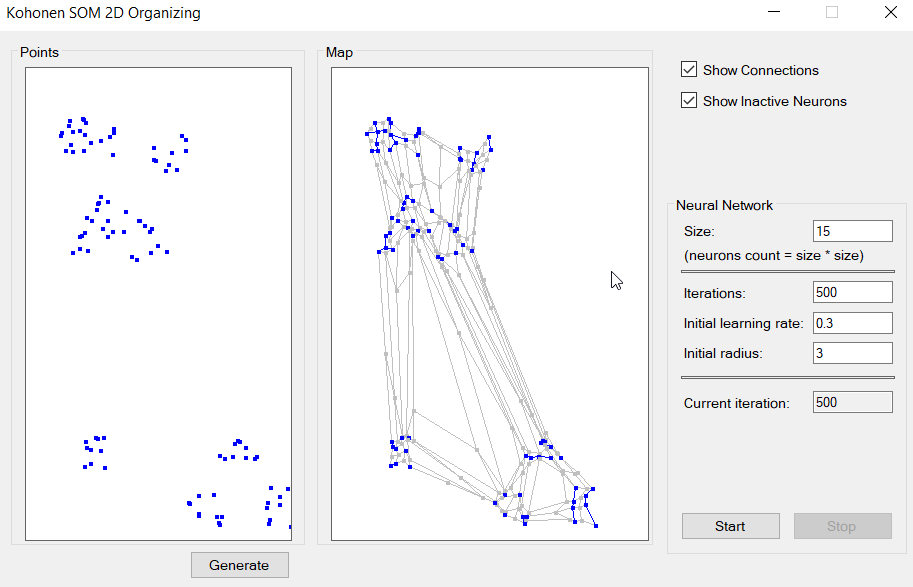 Kohonen SOM 2D Organizing
Points
Map
Show Connections
Show Inactive Neurons
Neural Network
Size: 15
(neurons count = size * size)
Iterations: 500
Initial learning rate: 0.3
Initial radius: 3
Current iteration: 500
Start Stop
Generate